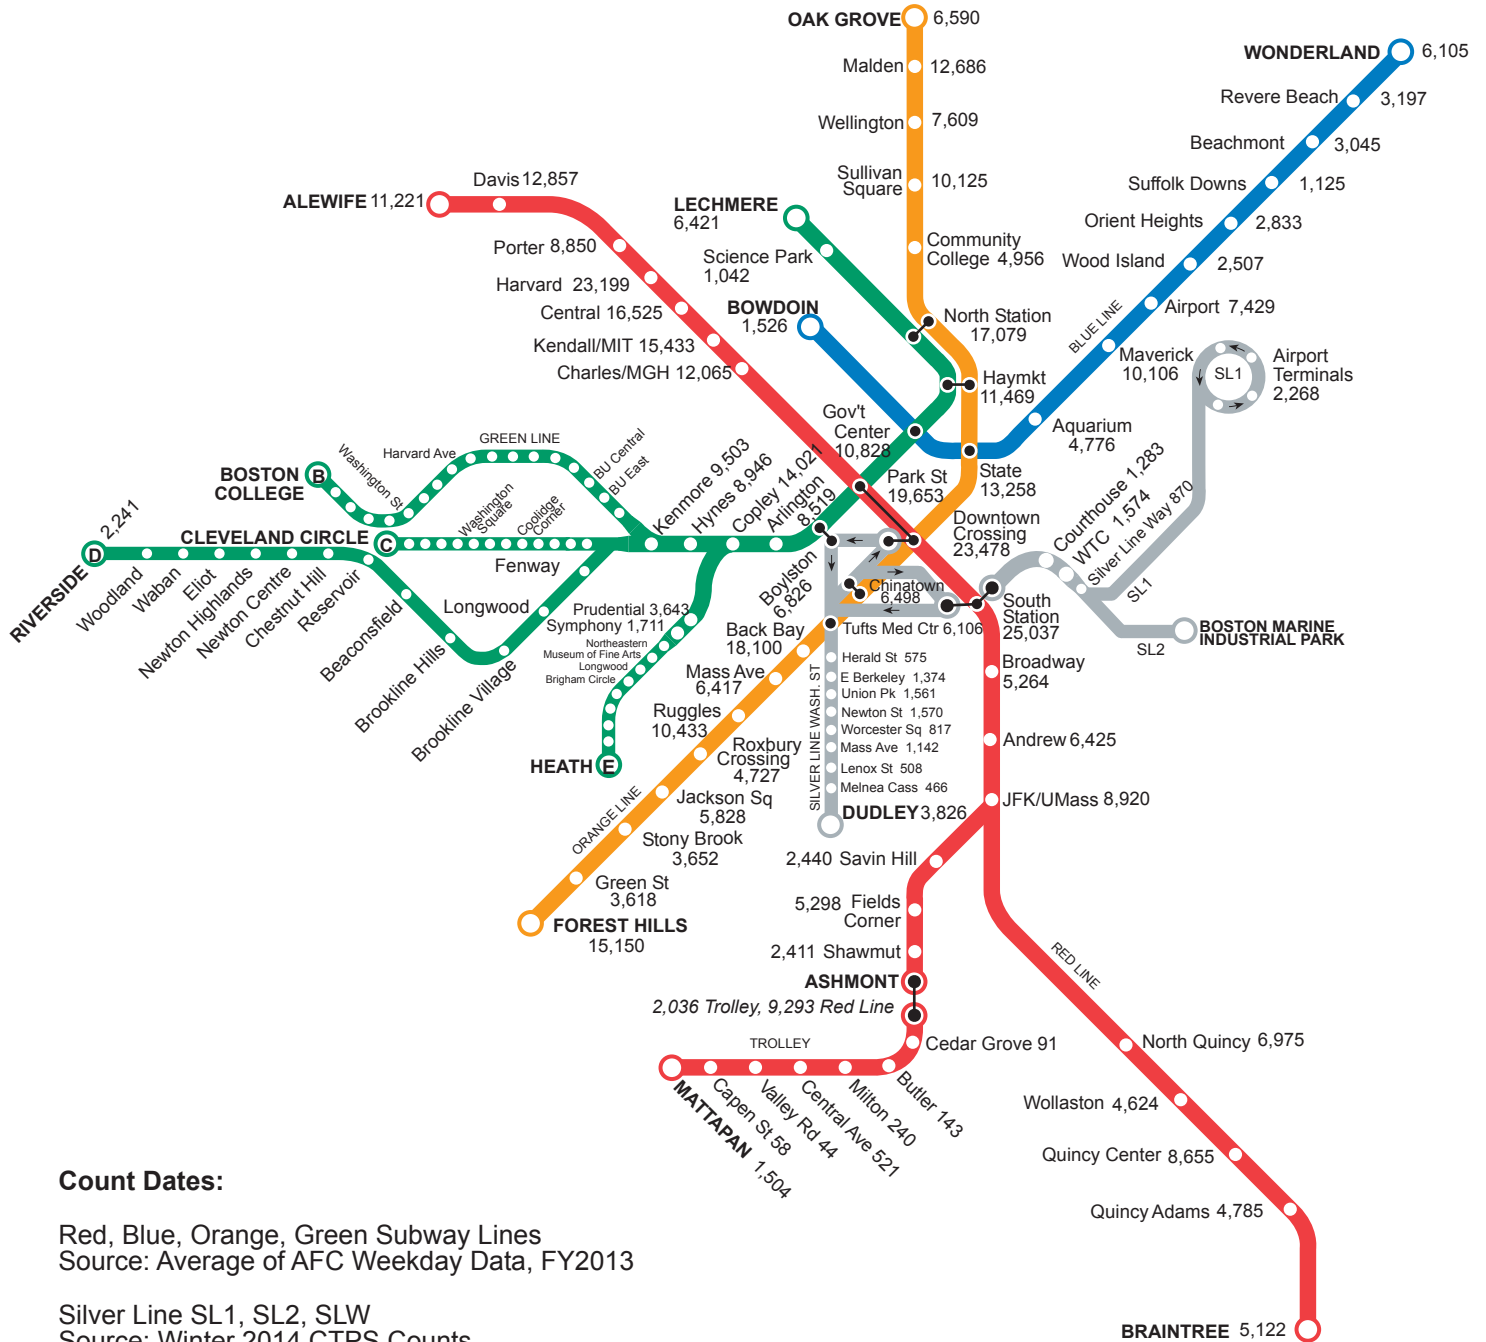 OAK GROVE 6,590
Malden 12,686
Wellington 7,609
Sullivan
Square 10,125
Community
College 4,956
North Station
17,079
Haymkt
11,469
WONDERLAND 6,105
Revere Beach 3,197
Beachmont 3,045
Suffolk Downs 1,125
Orient Heights 2,833
Wood Island 2,507
Airport 7,429
BLUE LINE
Maverick
10,106
Aquarium
4,776
State
13,258
BOWDOIN
1,526
LECHMERE
6,421
Science Park
1,042
Gov't
Center
10,828
ALEWIFE 11,221
Davis 12,857
Porter 8,850
Harvard 23,199
Central 16,525
Kendall/MIT 15,433
Charles/MGH 12,065
Park St
19,653
Downtown
Crossing
23,478
SL1
Airport
Terminals
2,268
Courthouse 1,283
WTC 1,574
Silver Line Way 870
SL1
SL2
BOSTON MARINE
INDUSTRIAL PARK
South
Station
25,037
GREEN LINE
BOSTON
COLLEGE
B
Washington St
Harvard Ave
BU Central
BU East
CLEVELAND CIRCLE
C
Washington
Square
Coolidge
Corner
Kenmore 9,503
Hynes 8,946
Copley 14,021
Arlington
8,519
Boylston
6,826
2,241
D
RIVERSIDE
Woodland
Waban
Eliot
Newton Highlands
Newton Centre
Chestnut Hill
Reservoir
Beaconsfield
Brookline Hills
Brookline Village
Longwood
Fenway
Prudential 3,643
Symphony 1,711
Northeastern
Museum of Fine Arts
Longwood
Brigham Circle
HEATH E
Chinatown
6,498
Tufts Med Ctr 6,106
Back Bay
18,100
Mass Ave
6,417
Ruggles
10,433
Roxbury
Crossing
4,727
Jackson Sq
5,828
Stony Brook
3,652
Green St
3,618
ORANGE LINE
FOREST HILLS
15,150
SILVER LINE WASH. ST
Herald St 575
E Berkeley 1,374
Union Pk 1,561
Newton St 1,570
Worcester Sq 817
Mass Ave 1,142
Lenox St 508
Melnea Cass 466
DUDLEY 3,826
Broadway
5,264
Andrew 6,425
JFK/UMass 8,920
2,440 Savin Hill
5,298 Fields
Corner
2,411 Shawmut
ASHMONT
2,036 Trolley, 9,293 Red Line
Cedar Grove 91
TROLLEY
Butler 143
Milton 240
Central Ave 521
Valley Rd 44
Capen St 58
MATTAPAN 1,504
RED LINE
North Quincy 6,975
Wollaston 4,624
Quincy Center 8,655
Quincy Adams 4,785
BRAINTREE 5,122
Count Dates:
Red, Blue, Orange, Green Subway Lines
Source: Average of AFC Weekday Data, FY2013
Silver Line SL1, SL2, SLW
Source: Winter 2014 CTPS Counts